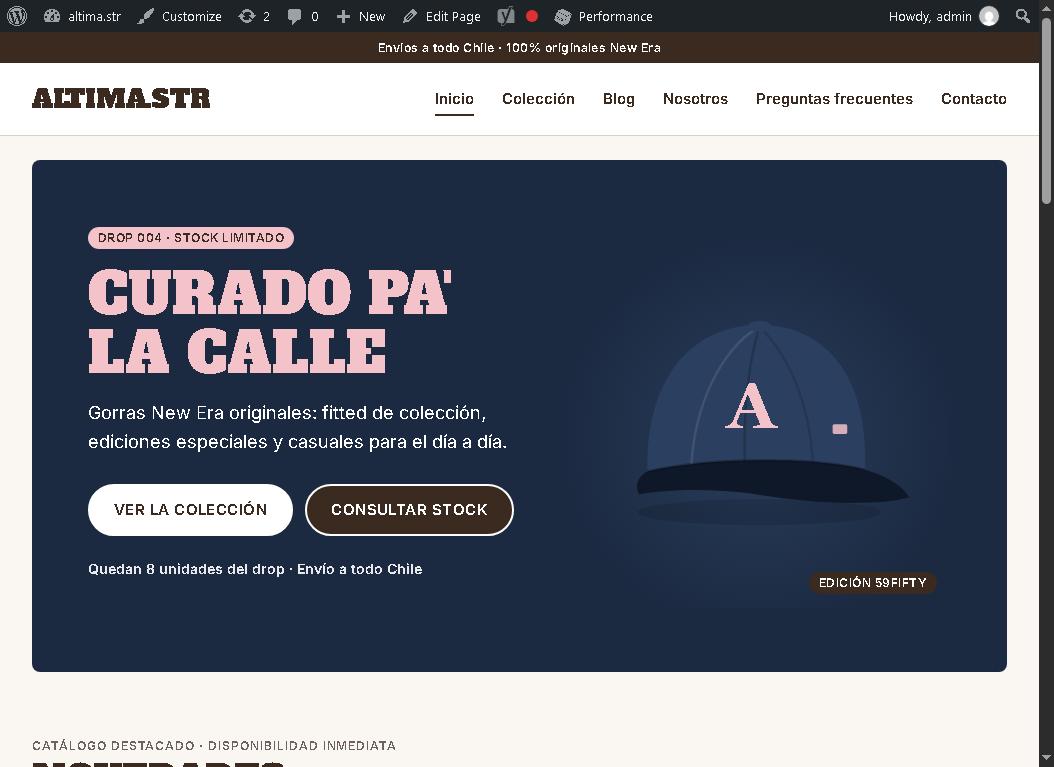 altima.str
Customize
2
0
New
Edit Page
Performance
Howdy, admin
Envíos a todo Chile · 100% originales New Era
ALTIMA.STR
Inicio
Colección
Blog
Nosotros
Preguntas frecuentes
Contacto
DROP 004 · STOCK LIMITADO
CURADO PA'
LA CALLE
Gorras New Era originales: fitted de colección,
ediciones especiales y casuales para el día a día.
VER LA COLECCIÓN
CONSULTAR STOCK
Quedan 8 unidades del drop · Envío a todo Chile
A
EDICIÓN 59FIFTY
CATÁLOGO DESTACADO · DISPONIBILIDAD INMEDIATA